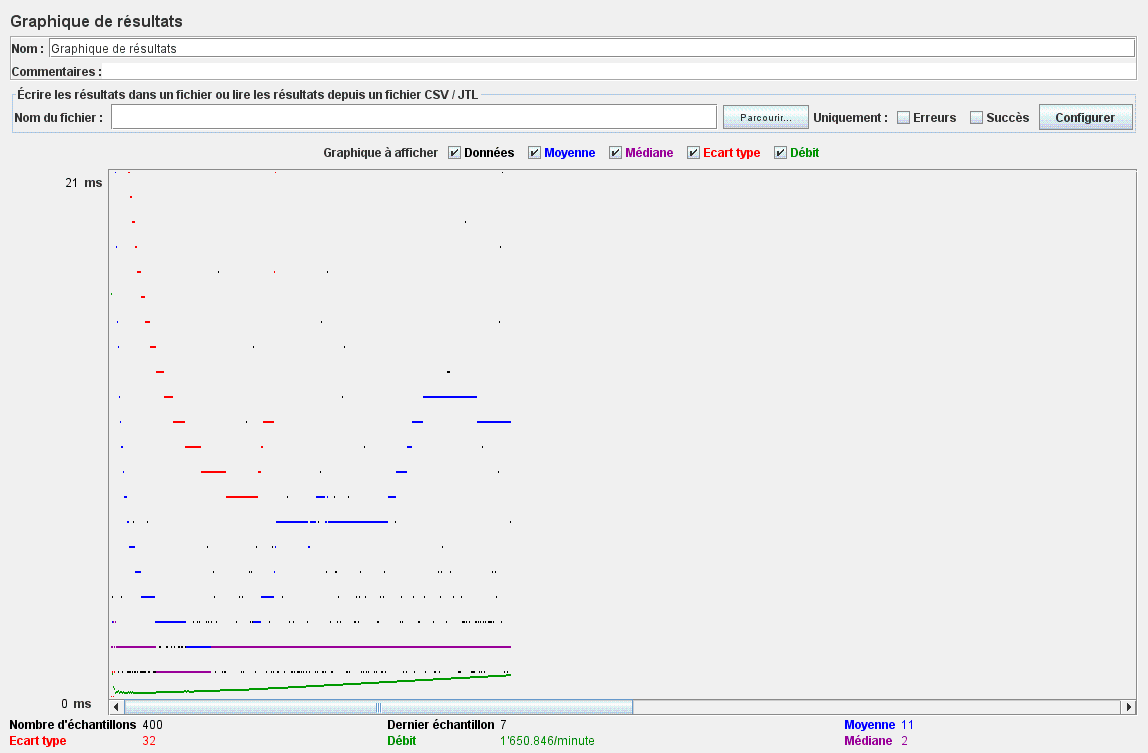 Graphique de résultats
Nom : Graphique de résultats
Commentaires :
Écrire les résultats dans un fichier ou lire les résultats depuis un fichier CSV / JTL
Nom du fichier : Parcourir... Uniquement : Erreurs Succès Configurer
Graphique à afficher Données Moyenne Médiane Ecart type Débit
21 ms
0 ms
Nombre d'échantillons 400 Dernier échantillon 7 Moyenne 11
Ecart type 32 Débit 1'650.846/minute Médiane 2